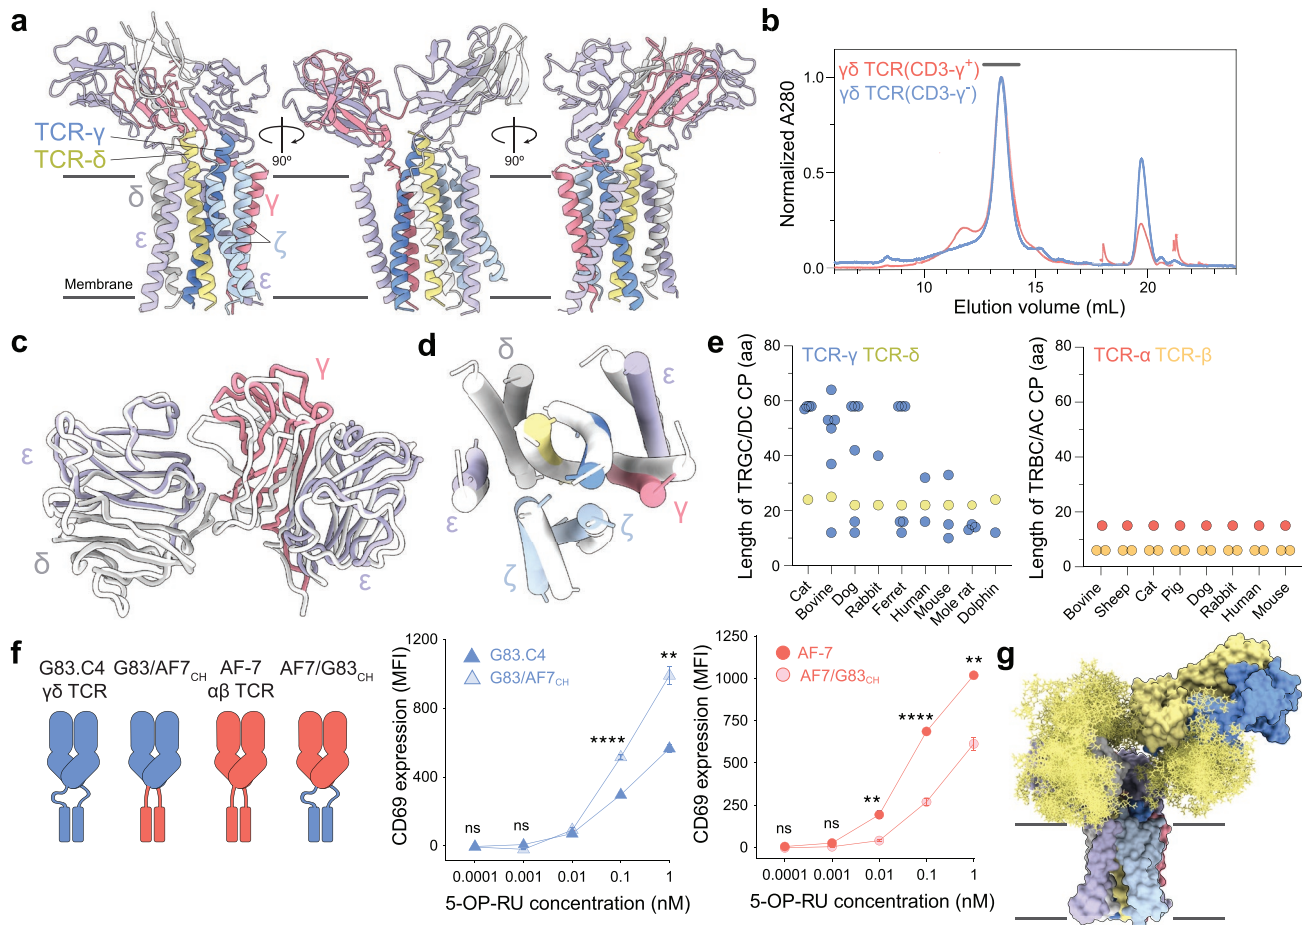 a
TCR-γ
TCR-δ
δ
ε
γ
ζ
ε
90º
90º
Membrane
b
γδ TCR(CD3-γ⁺)
γδ TCR(CD3-γ⁻)
Normalized A280
1.0
0.5
0.0
10
15
20
Elution volume (mL)
c
γ
ε
δ
ε
d
δ
ε
ε
γ
ζ
e
Length of TRGC/DC CP (aa)
80
60
40
20
0
TCR-γ TCR-δ
Cat
Bovine
Dog
Rabbit
Ferret
Human
Mouse
Mole rat
Dolphin
Length of TRBC/AC CP (aa)
80
60
40
20
0
TCR-α TCR-β
Bovine
Sheep
Cat
Pig
Dog
Rabbit
Human
Mouse
f
G83.C4
γδ TCR
G83/AF7CH
AF-7
αβ TCR
AF7/G83CH
CD69 expression (MFI)
1200
800
400
0
G83.C4
G83/AF7CH
ns
ns
****
**
0.0001
0.001
0.01
0.1
1
5-OP-RU concentration (nM)
CD69 expression (MFI)
1250
1000
750
500
250
0
AF-7
AF7/G83CH
ns
ns
**
****
**
0.0001
0.001
0.01
0.1
1
5-OP-RU concentration (nM)
g